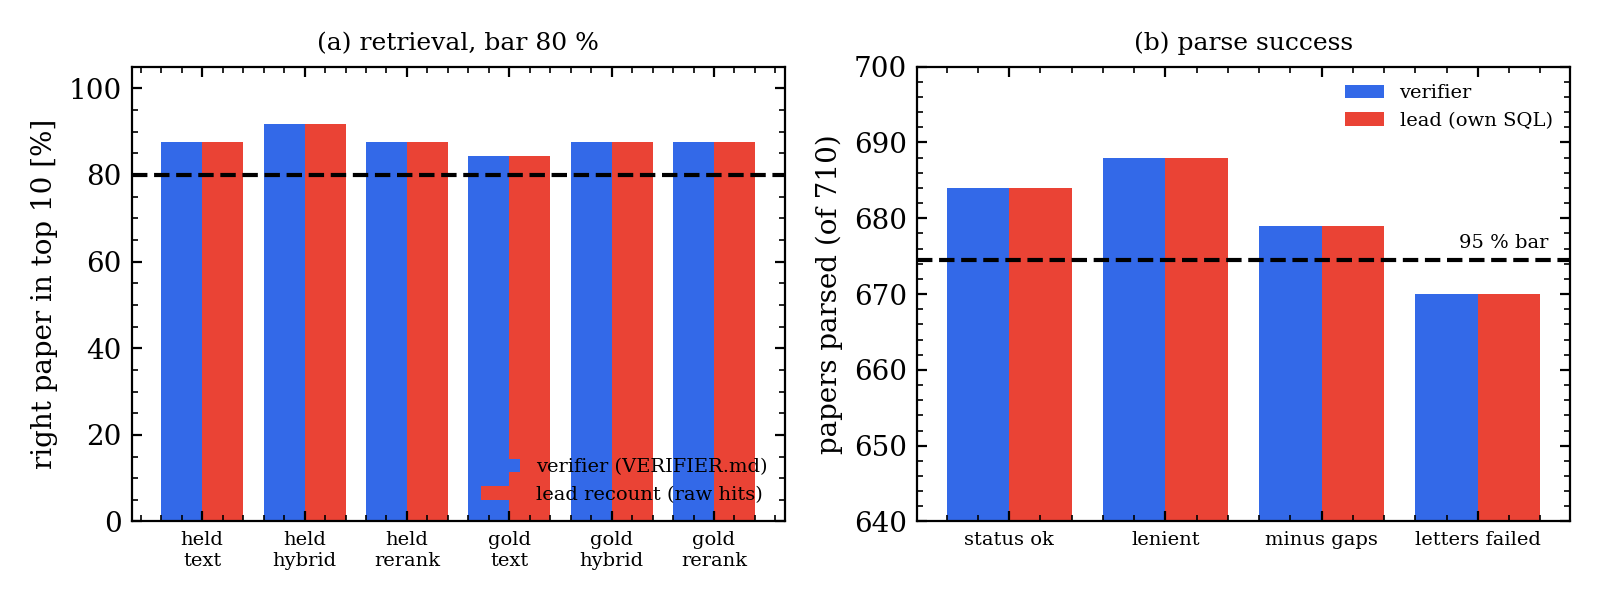 (a) retrieval, bar 80 %
right paper in top 10 [%]
100
80
60
40
20
0
verifier (VERIFIER.md)
lead recount (raw hits)
held
text
held
hybrid
held
rerank
gold
text
gold
hybrid
gold
rerank
(b) parse success
papers parsed (of 710)
700
690
680
670
660
650
640
verifier
lead (own SQL)
95 % bar
status ok
lenient
minus gaps
letters failed